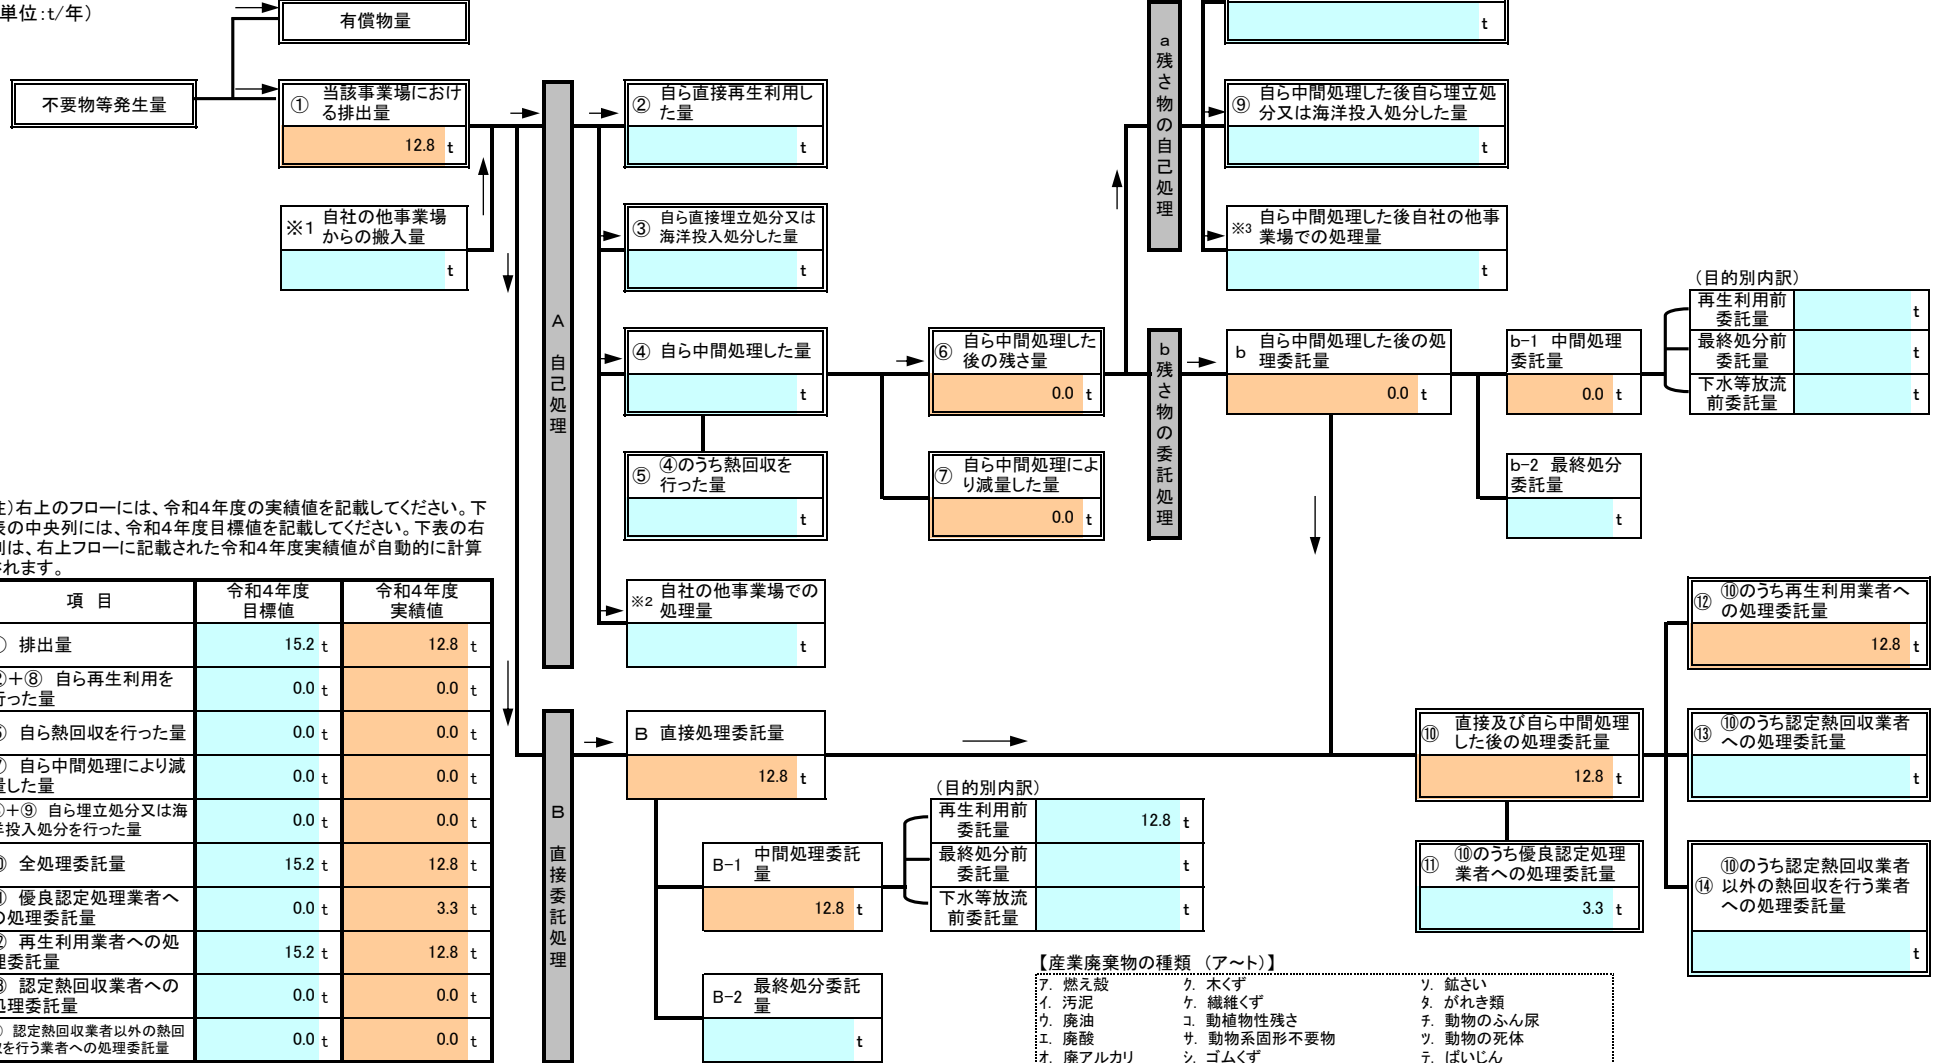 単位:t/年）
有償物量
不要物等発生量
① 当該事業場におけ
る排出量
12.8 t
※1 自社の他事業場
からの搬入量
t
A
自己処理
② 自ら直接再生利用し
た量
t
③ 自ら直接埋立処分又は
海洋投入処分した量
t
④ 自ら中間処理した量
t
⑤ ④のうち熱回収を
行った量
t
※2 自社の他事業場での
処理量
t
⑥ 自ら中間処理した
後の残さ量
0.0 t
⑦ 自ら中間処理によ
り減量した量
0.0 t
a
残さ物の自己処理
t
⑨ 自ら中間処理した後自ら埋立処
分又は海洋投入処分した量
t
※3 自ら中間処理した後自社の他事
業場での処理量
t
b
残さ物の委託処理
b 自ら中間処理した後の処
理委託量
0.0 t
b-1 中間処理
委託量
0.0 t
b-2 最終処分
委託量
t
（目的別内訳）
再生利用前
委託量
t
最終処分前
委託量
t
下水等放流
前委託量
t
)右上のフローには、令和4年度の実績値を記載してください。下
の中央列には、令和4年度目標値を記載してください。下表の右
は、右上フローに記載された令和4年度実績値が自動的に計算
れます。
項 目
令和4年度
目標値
令和4年度
実績値
排出量 15.2 t 12.8 t
＋⑧ 自ら再生利用を
った量
0.0 t 0.0 t
自ら熱回収を行った量 0.0 t 0.0 t
自ら中間処理により減
した量
0.0 t 0.0 t
＋⑨ 自ら埋立処分又は海
投入処分を行った量
0.0 t 0.0 t
全処理委託量 15.2 t 12.8 t
優良認定処理業者へ
の処理委託量
0.0 t 3.3 t
再生利用業者への処
理委託量
15.2 t 12.8 t
認定熱回収業者への
処理委託量
0.0 t 0.0 t
認定熱回収業者以外の熱回
を行う業者への処理委託量
0.0 t 0.0 t
B
直接委託処理
B 直接処理委託量
12.8 t
B-1 中間処理委託
量
12.8 t
B-2 最終処分委託
量
t
（目的別内訳）
再生利用前
委託量
12.8 t
最終処分前
委託量
t
下水等放流
前委託量
t
⑩ 直接及び自ら中間処理
した後の処理委託量
12.8 t
⑪ ⑩のうち優良認定処理
業者への処理委託量
3.3 t
⑫ ⑩のうち再生利用業者へ
の処理委託量
12.8 t
⑬ ⑩のうち認定熱回収業者
への処理委託量
t
⑭ ⑩のうち認定熱回収業者
以外の熱回収を行う業者
への処理委託量
t
【産業廃棄物の種類 （ア～ト）】
ア. 燃え殻 ク. 木くず ソ. 鉱さい
イ. 汚泥 ケ. 繊維くず タ. がれき類
ウ. 廃油 コ. 動植物性残さ チ. 動物のふん尿
エ. 廃酸 サ. 動物系固形不要物 ツ. 動物の死体
オ. 廃アルカリ シ. ゴムくず テ. ばいじん